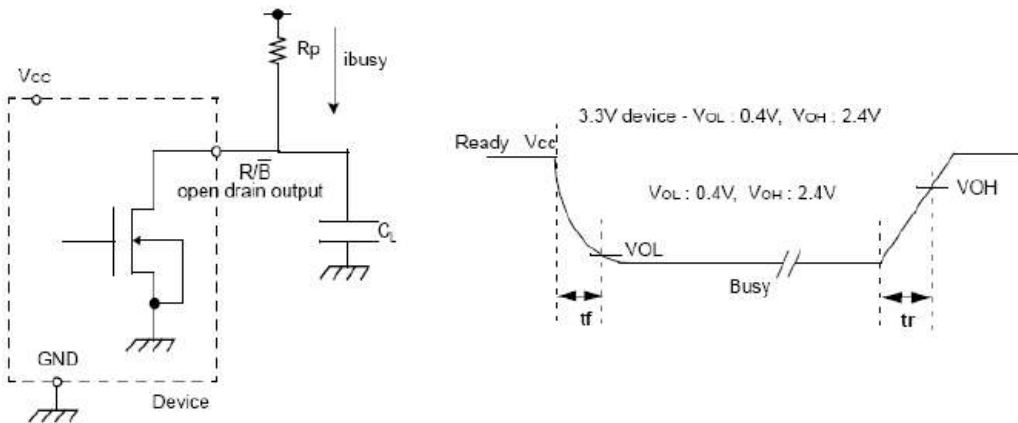 Rp
ibusy
Vcc
R/B̅
open drain output
CL
GND
Device
3.3V device - VOL : 0.4V, VOH : 2.4V
Ready Vcc
VOL : 0.4V, VOH : 2.4V
VOH
VOL
Busy
tf
tr